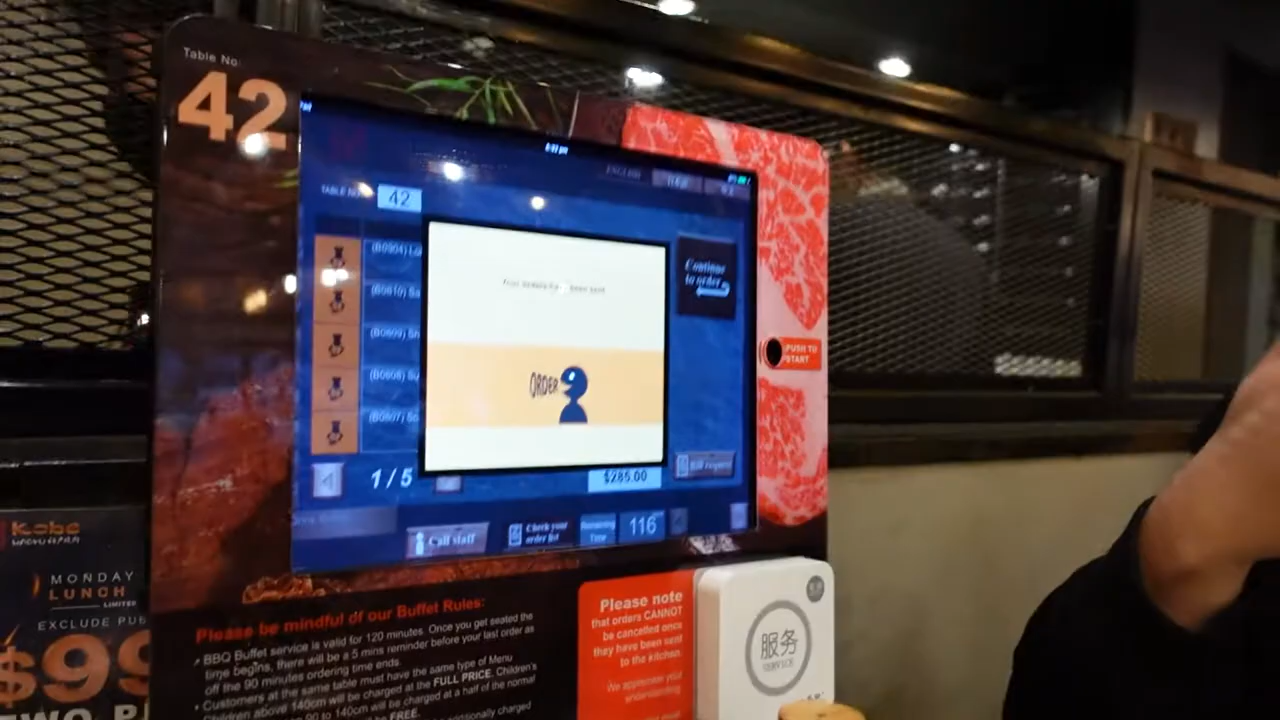 Table No:
42
ENGLISH
TABLE NO
42
Continue
to order
(B0904)
(B0610)
(B0609)
(B0608)
(B0607)
ORDER
PUSH TO
START
1/5
$285.00
Bill request
Call staff
Check your
order list
Remaining
Time
116
Kobe
MONDAY
LUNCH
LIMITED
EXCLUDE PUB
$99
Please be mindful of our Buffet Rules:
BBQ Buffet service is valid for 120 minutes. Once you get seated the
time begins, there will be a 5 mins reminder before your last order as
off the 90 minutes ordering time ends.
• Customers at the same table must have the same type of Menu
Children above 140cm will be charged at the FULL PRICE. Children's
90 to 140cm will be charged at a half of the normal
be FREE.
additionally charged
Please note
that orders CANNOT
be cancelled once
they have been sent
to the kitchen.
We appreciate your
understanding
服务
SERVICE